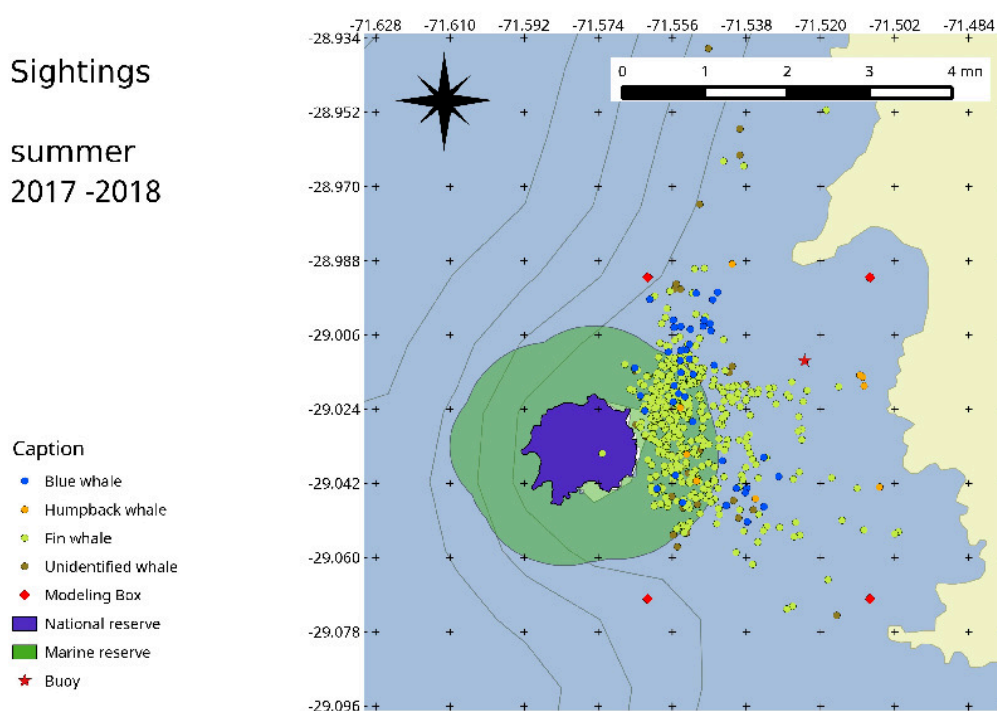 Sightings
summer
2017 -2018
-71.628 -71.610 -71.592 -71.574 -71.556 -71.538 -71.520 -71.502 -71.484
-28.934
0 1 2 3 4 mn
-28.952
-28.970
-28.988
-29.006
-29.024
-29.042
-29.060
-29.078
-29.096
Caption
Blue whale
Humpback whale
Fin whale
Unidentified whale
Modeling Box
National reserve
Marine reserve
Buoy